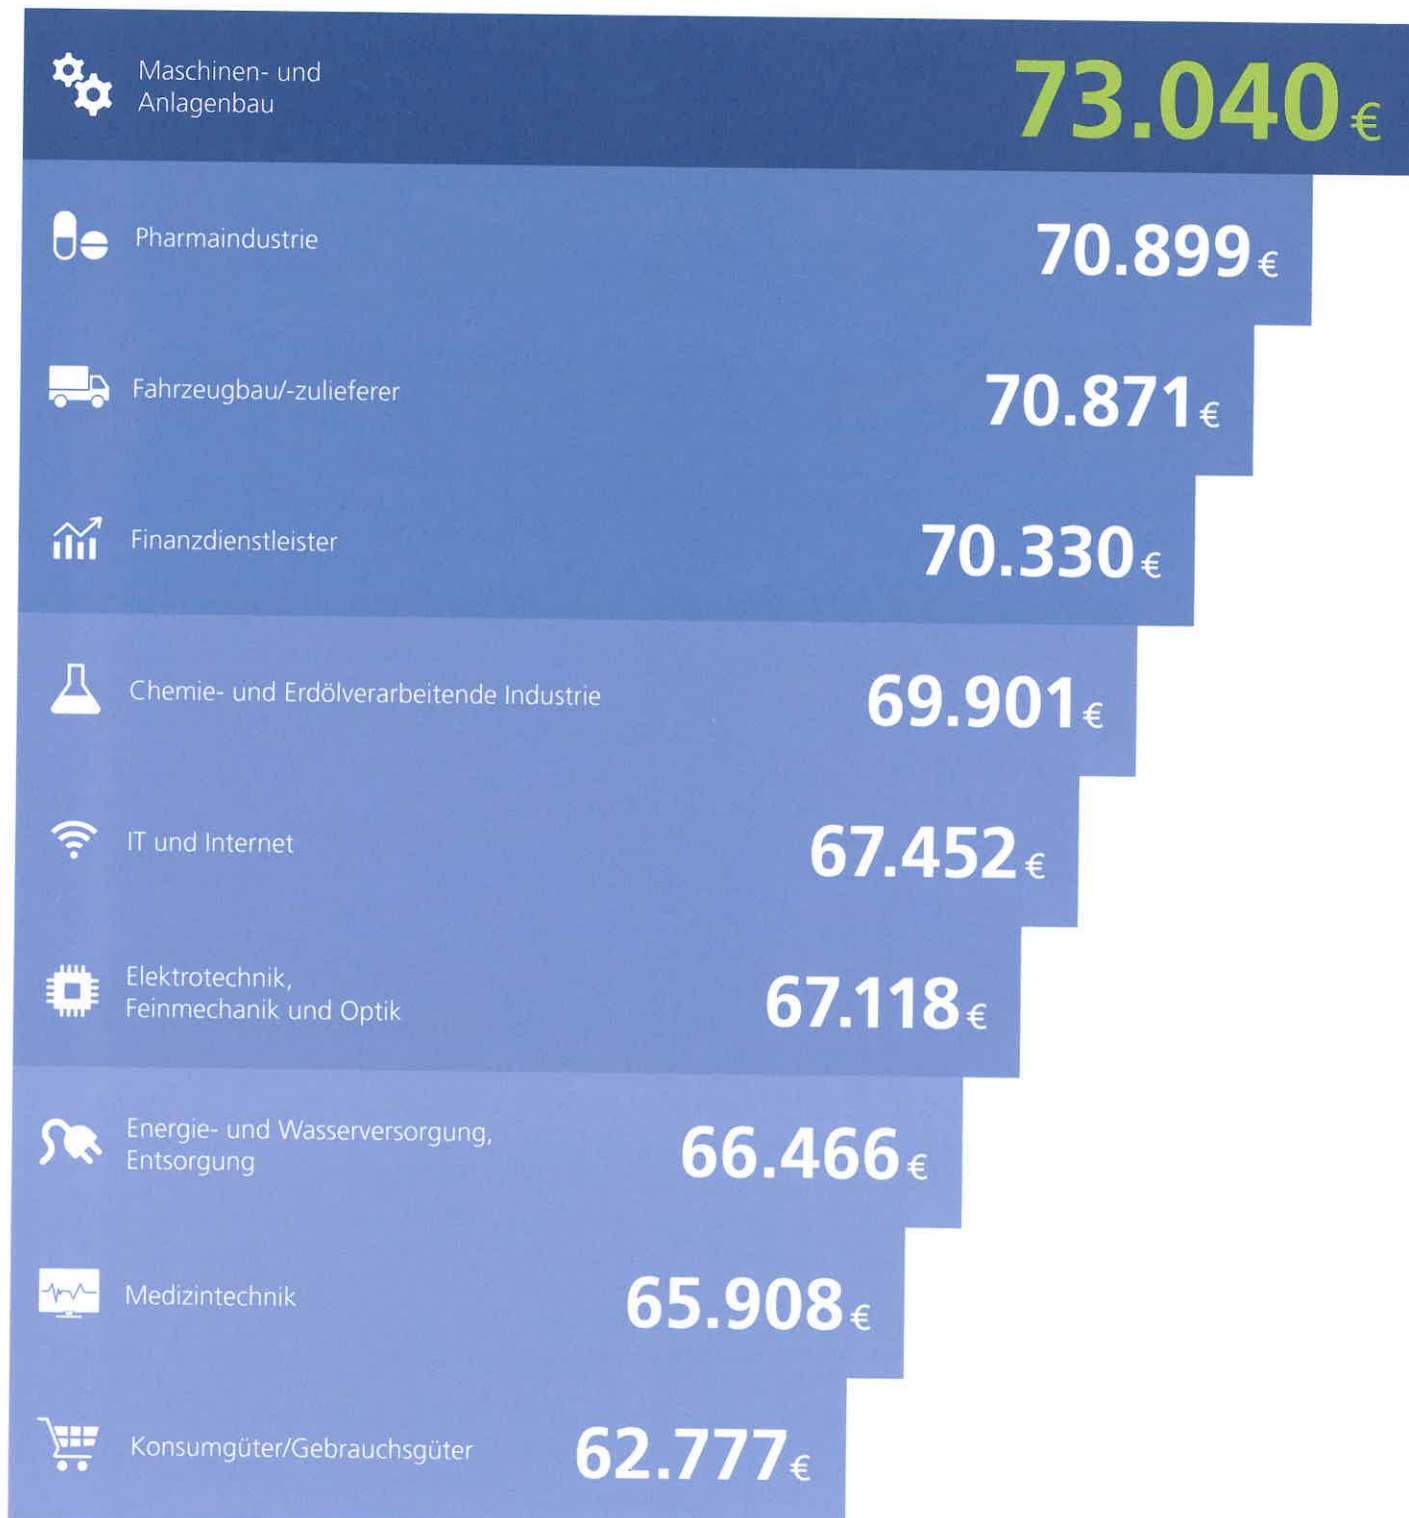 Maschinen- und
Anlagenbau
73.040 €
Pharmaindustrie
70.899 €
Fahrzeugbau/-zulieferer
70.871 €
Finanzdienstleister
70.330 €
Chemie- und Erdölverarbeitende Industrie
69.901 €
IT und Internet
67.452 €
Elektrotechnik,
Feinmechanik und Optik
67.118 €
Energie- und Wasserversorgung,
Entsorgung
66.466 €
Medizintechnik
65.908 €
Konsumgüter/Gebrauchsgüter
62.777 €